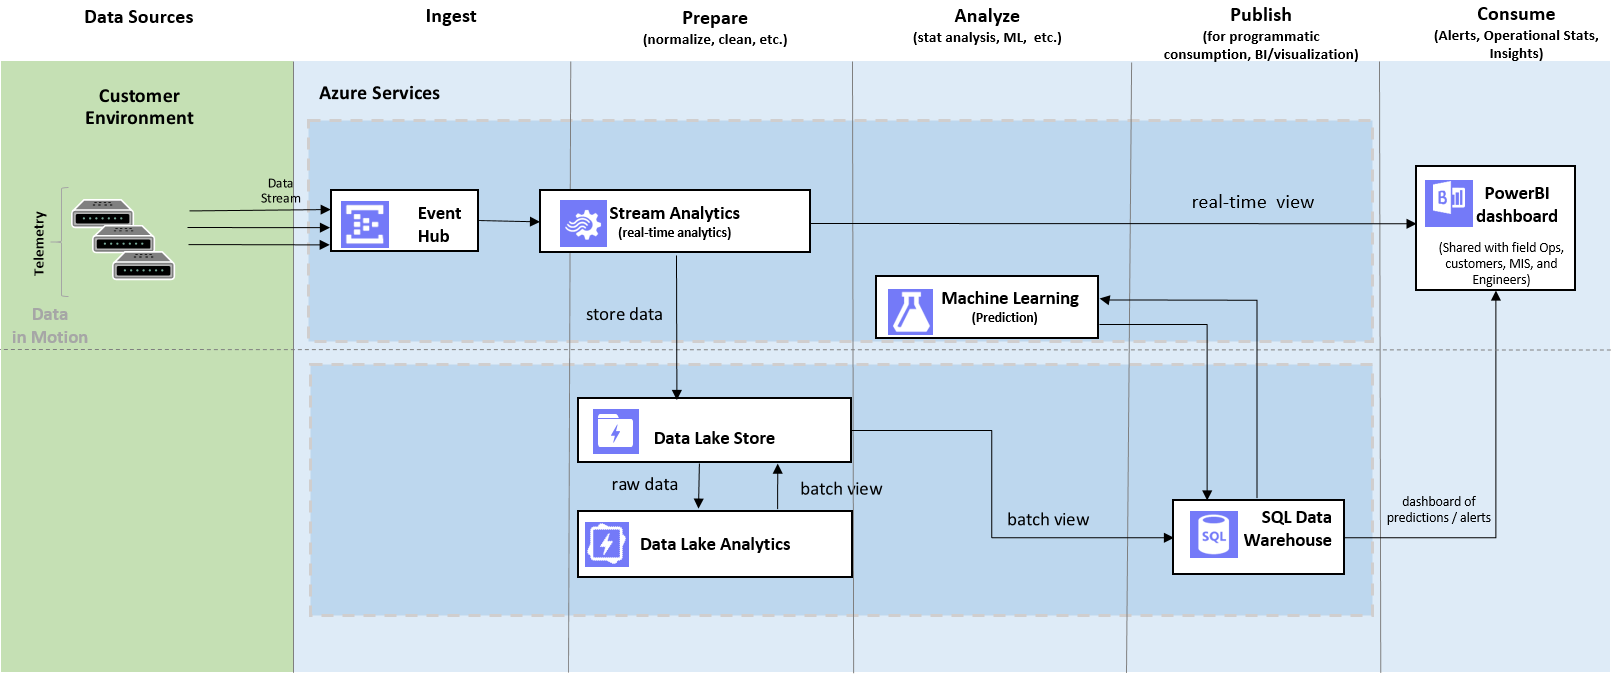 Data Sources
Ingest
Prepare
(normalize, clean, etc.)
Analyze
(stat analysis, ML, etc.)
Publish
(for programmatic
consumption, BI/visualization)
Consume
(Alerts, Operational Stats,
Insights)
Customer
Environment
Azure Services
Telemetry
Data
in Motion
Data
Stream
Event
Hub
Stream Analytics
(real-time analytics)
real-time view
PowerBI
dashboard
(Shared with field Ops,
customers, MIS, and
Engineers)
store data
Machine Learning
(Prediction)
Data Lake Store
raw data
batch view
Data Lake Analytics
batch view
SQL
SQL Data
Warehouse
dashboard of
predictions / alerts